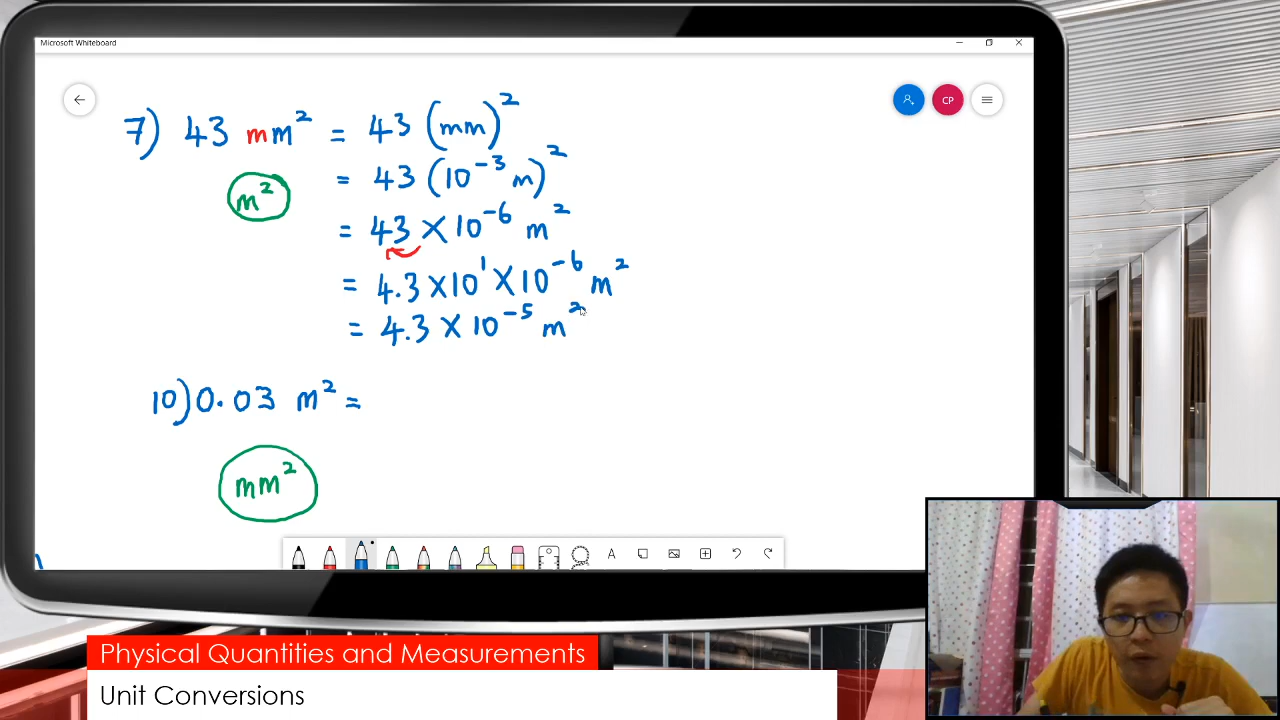 Microsoft Whiteboard
CP
7) 43 mm² = 43 (mm)²
m²
= 43 (10⁻³ m)²
= 43 × 10⁻⁶ m²
= 4.3 × 10¹ × 10⁻⁶ m²
= 4.3 × 10⁻⁵ m²
10) 0.03 m² =
mm²
A
Physical Quantities and Measurements
Unit Conversions